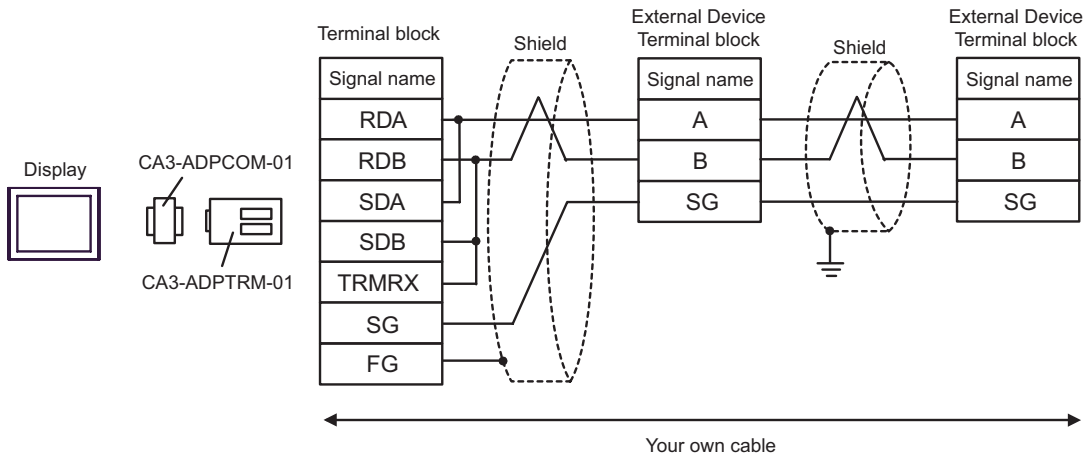 Display
CA3-ADPCOM-01
CA3-ADPTRM-01
Terminal block
Signal name
RDA
RDB
SDA
SDB
TRMRX
SG
FG
Shield
External Device
Terminal block
Signal name
A
B
SG
Shield
External Device
Terminal block
Signal name
A
B
SG
Your own cable